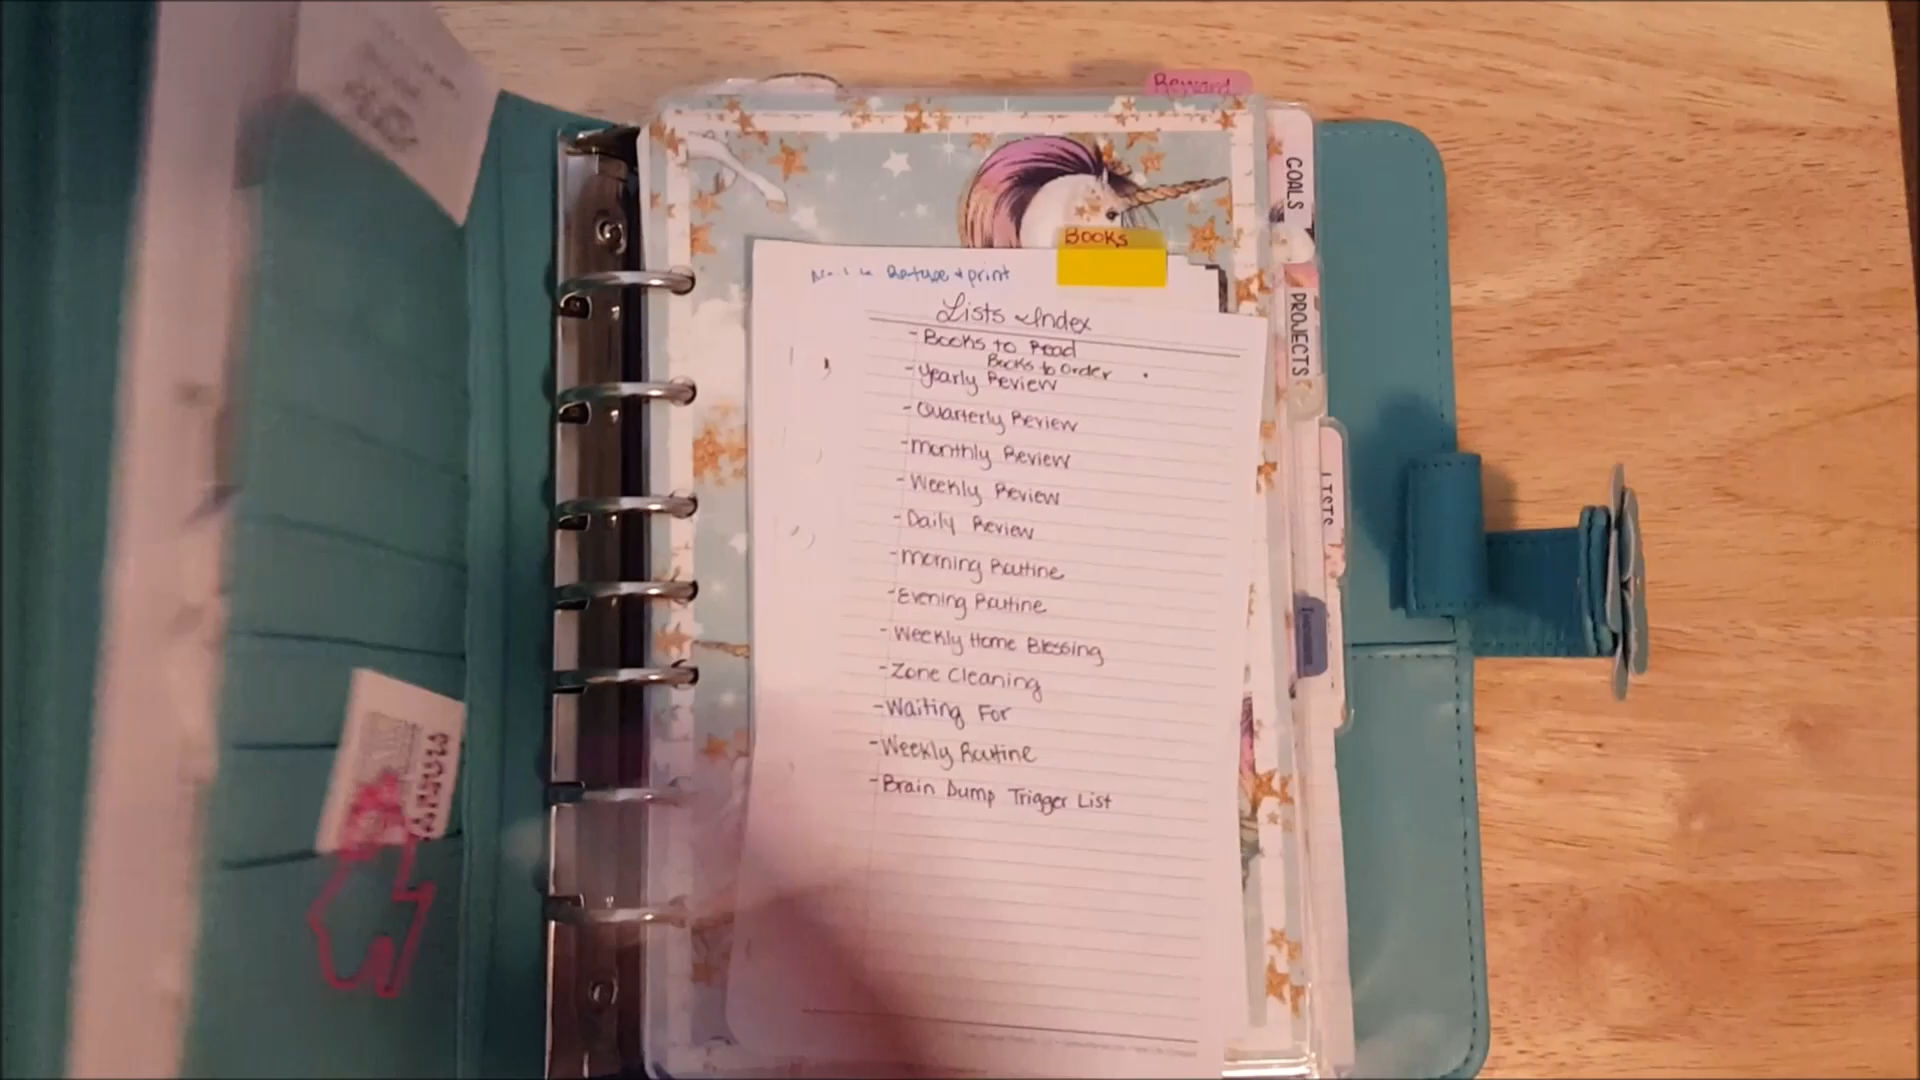 Reward
GOALS
Books
Retype + print
Lists & Index
PROJECTS
- Books to Read
Books to Order
- Yearly Review
- Quarterly Review
- Monthly Review
- Weekly Review
LISTS
- Daily Review
- Morning Routine
- Evening Routine
- Weekly Home Blessing
- Zone Cleaning
- Waiting For
- Weekly Routine
- Brain Dump Trigger List